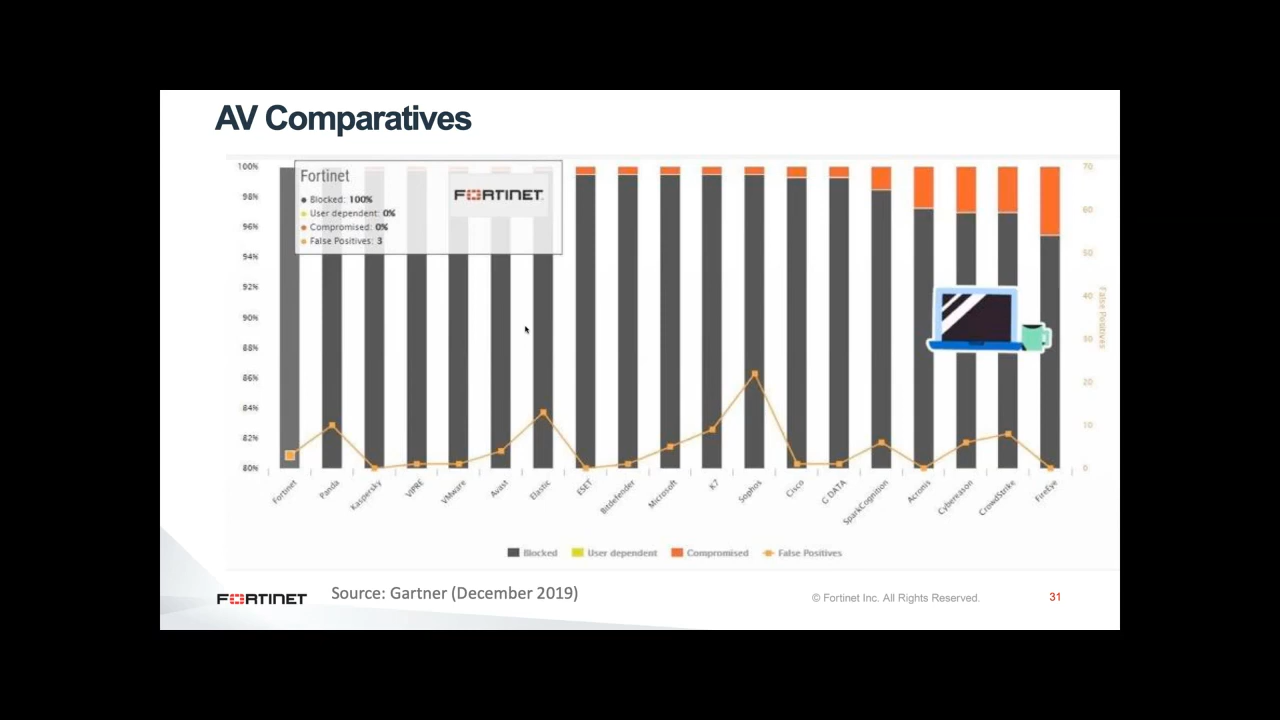 AV Comparatives
100%
98%
96%
94%
92%
90%
88%
86%
84%
82%
80%
Fortinet
Blocked: 100%
User dependent: 0%
Compromised: 0%
False Positives: 3
FORTINET
70
60
50
40
30
20
10
0
False Positives
Fortinet
Panda
Kaspersky
VIPRE
VMware
Avast
Elastic
ESET
Bitdefender
Microsoft
K7
Sophos
Cisco
G DATA
SparkCognition
Acronis
Cybereason
CrowdStrike
FireEye
Blocked User dependent Compromised False Positives
FORTINET Source: Gartner (December 2019) © Fortinet Inc. All Rights Reserved. 31